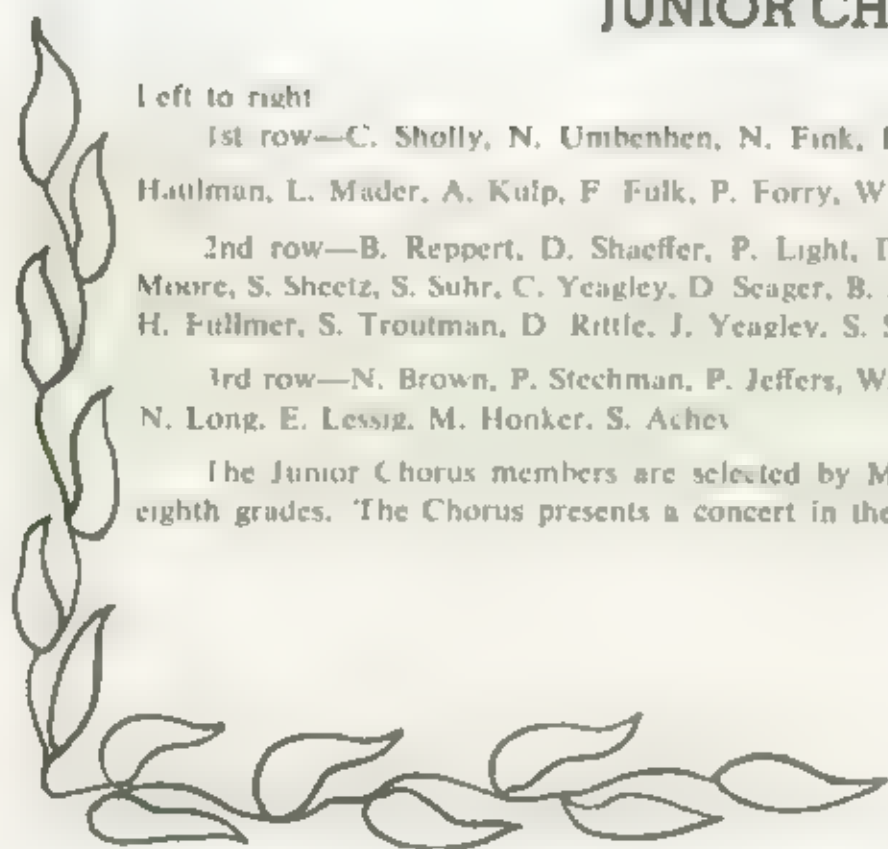 JUNIOR CH
Left to right
1st row—C. Sholly, N. Umbenhen, N. Fink,
Haulman, L. Mader, A. Kulp, F Fulk, P. Forry, W
2nd row—B. Reppert, D. Shaeffer, P. Light,
Moore, S. Sheetz, S. Suhr, C. Yeagley, D Seager, B.
H. Fullmer, S. Troutman, D Rittle, J. Yeagley. S. S
3rd row—N. Brown, P. Stechman, P. Jeffers, W.
N. Long. E. Lessig. M. Honker. S. Achey
The Junior Chorus members are selected by M
eighth grades. The Chorus presents a concert in the